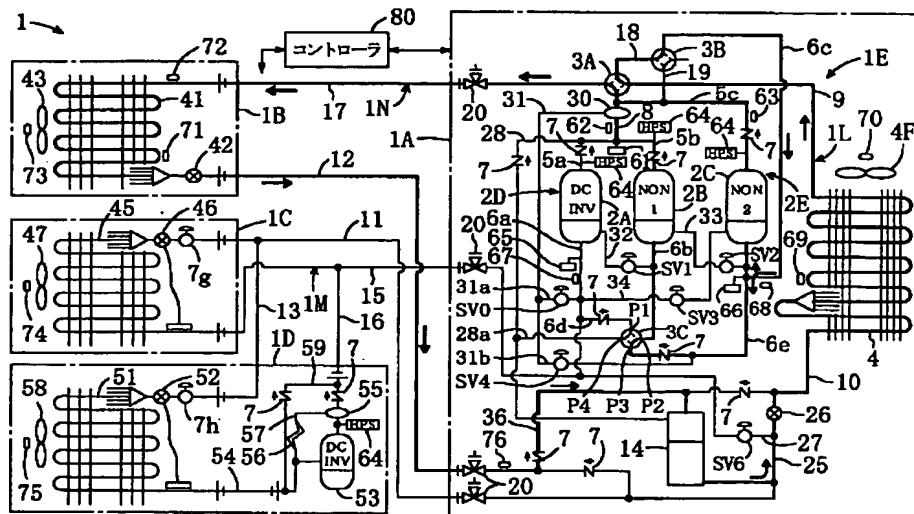 1
80
コントローラ
72
43
41
1B
17
1N
73
71
42
12
20
1A
18
3A
3B
19
5c
6c
1E
9
31
30
8
HPS
64
63
62
28
7
5a
5b
61
7
HPS
64
HPS
64
7
2D
DC
INV
2A
NON
1
2B
2C
NON
2
2E
1L
70
4F
69
4
6a
65
67
32
33
6b
SV1
SV2
66
68
31a
SV0
34
SV3
6d
7
P1
3C
28a
31b
SV4
P4
P3
P2
7
6e
10
45
46
47
1C
7g
11
20
1M
15
13
16
74
1D
51
52
58
7h
59
7
7
57
55
HPS
64
56
DC
INV
53
54
75
36
7
76
7
20
14
7
26
27
SV6
25